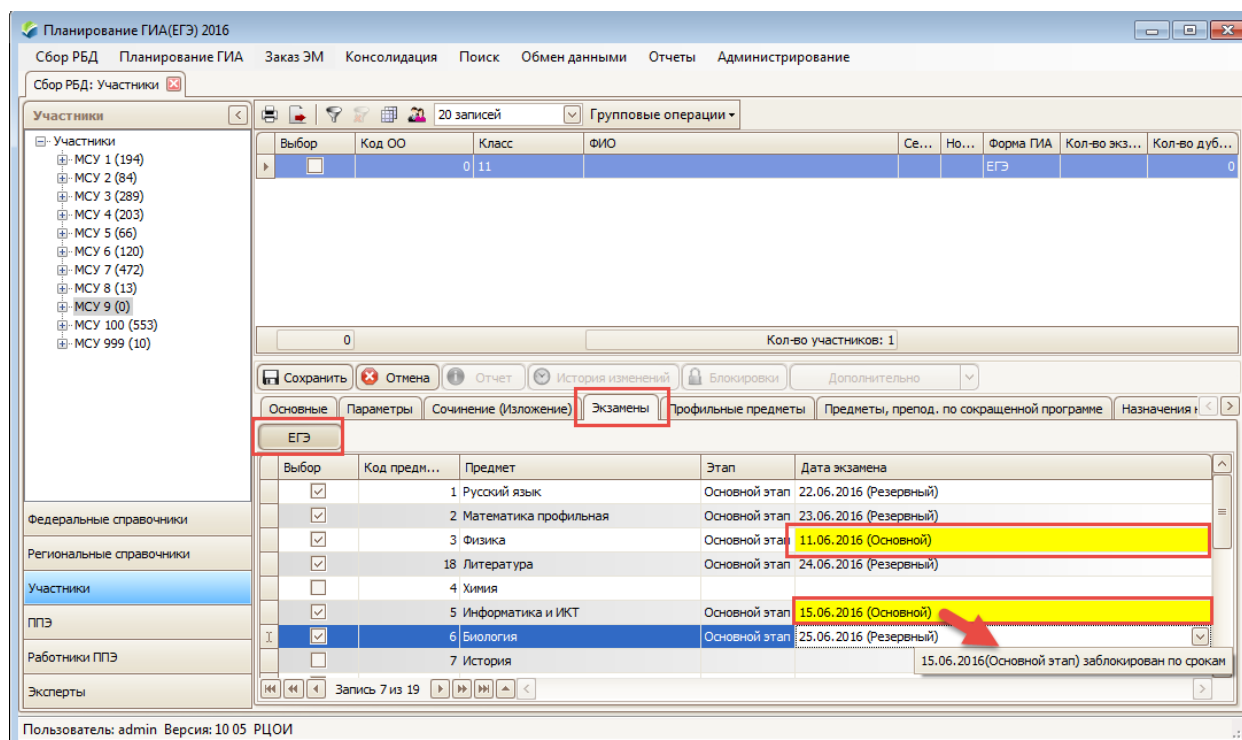 Планирование ГИА(ЕГЭ) 2016
Сбор РБД Планирование ГИА Заказ ЭМ Консолидация Поиск Обмен данными Отчеты Администрирование
Сбор РБД: Участники
Участники
20 записей Групповые операции
Участники
МСУ 1 (194)
МСУ 2 (84)
МСУ 3 (289)
МСУ 4 (203)
МСУ 5 (66)
МСУ 6 (120)
МСУ 7 (472)
МСУ 8 (13)
МСУ 9 (0)
МСУ 100 (553)
МСУ 999 (10)
Федеральные справочники
Региональные справочники
Участники
ППЭ
Работники ППЭ
Эксперты
Выбор Код ОО Класс ФИО Се... Но... Форма ГИА Кол-во экз... Кол-во дуб...
0 11 ЕГЭ 0
0 Кол-во участников: 1
Сохранить Отмена Отчет История изменений Блокировки Дополнительно
Основные Параметры Сочинение (Изложение) Экзамены Профильные предметы Предметы, препод. по сокращенной программе Назначения
ЕГЭ
Выбор Код предм... Предмет Этап Дата экзамена
1 Русский язык Основной этап 22.06.2016 (Резервный)
2 Математика профильная Основной этап 23.06.2016 (Резервный)
3 Физика Основной этап 11.06.2016 (Основной)
18 Литература Основной этап 24.06.2016 (Резервный)
4 Химия
5 Информатика и ИКТ Основной этап 15.06.2016 (Основной)
6 Биология Основной этап 25.06.2016 (Резервный)
7 История
15.06.2016(Основной этап) заблокирован по срокам
Запись 7 из 19
Пользователь: admin Версия: 10 05 РЦОИ